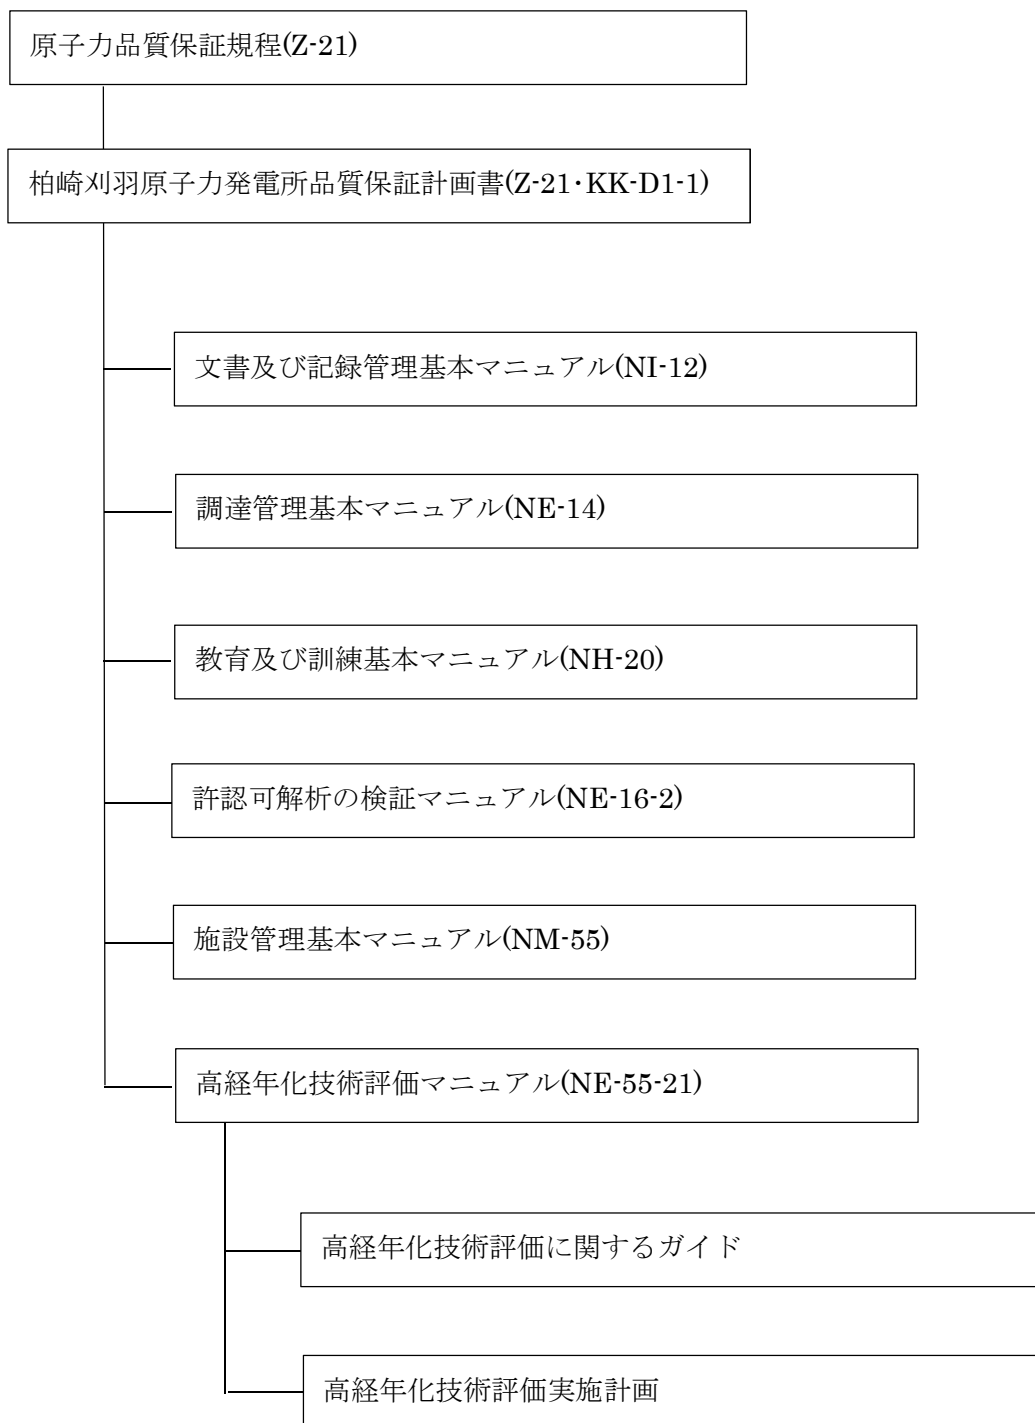 原子力品質保証規程(Z-21)
柏崎刈羽原子力発電所品質保証計画書(Z-21・KK-D1-1)
文書及び記録管理基本マニュアル(NI-12)
調達管理基本マニュアル(NE-14)
教育及び訓練基本マニュアル(NH-20)
許認可解析の検証マニュアル(NE-16-2)
施設管理基本マニュアル(NM-55)
高経年化技術評価マニュアル(NE-55-21)
高経年化技術評価に関するガイド
高経年化技術評価実施計画